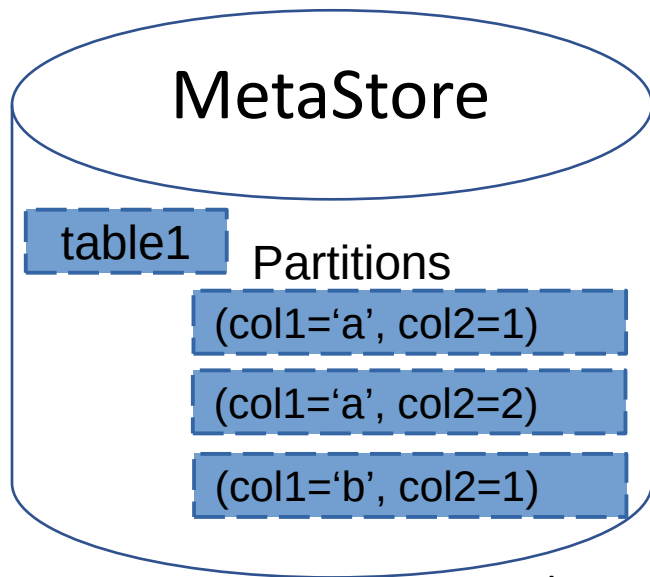 MetaStore
table1
Partitions
(col1=‘a’, col2=1)
(col1=‘a’, col2=2)
(col1=‘b’, col2=1)